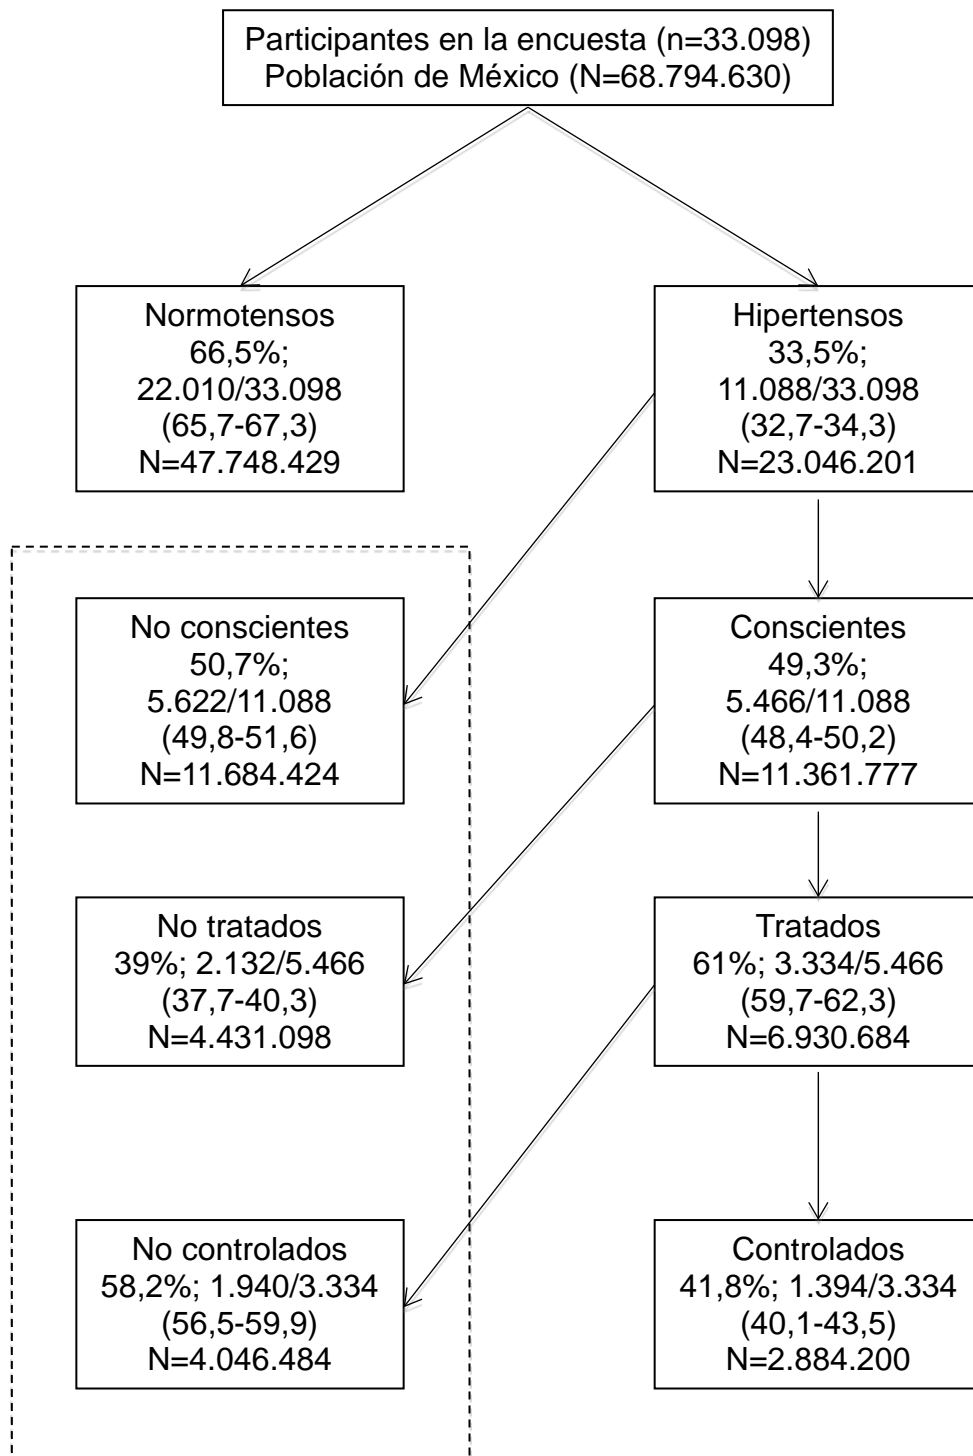 Participantes en la encuesta (n=33.098)
Población de México (N=68.794.630)
Normotensos
66,5%;
22.010/33.098
(65,7-67,3)
N=47.748.429
Hipertensos
33,5%;
11.088/33.098
(32,7-34,3)
N=23.046.201
No conscientes
50,7%;
5.622/11.088
(49,8-51,6)
N=11.684.424
Conscientes
49,3%;
5.466/11.088
(48,4-50,2)
N=11.361.777
No tratados
39%; 2.132/5.466
(37,7-40,3)
N=4.431.098
Tratados
61%; 3.334/5.466
(59,7-62,3)
N=6.930.684
No controlados
58,2%; 1.940/3.334
(56,5-59,9)
N=4.046.484
Controlados
41,8%; 1.394/3.334
(40,1-43,5)
N=2.884.200